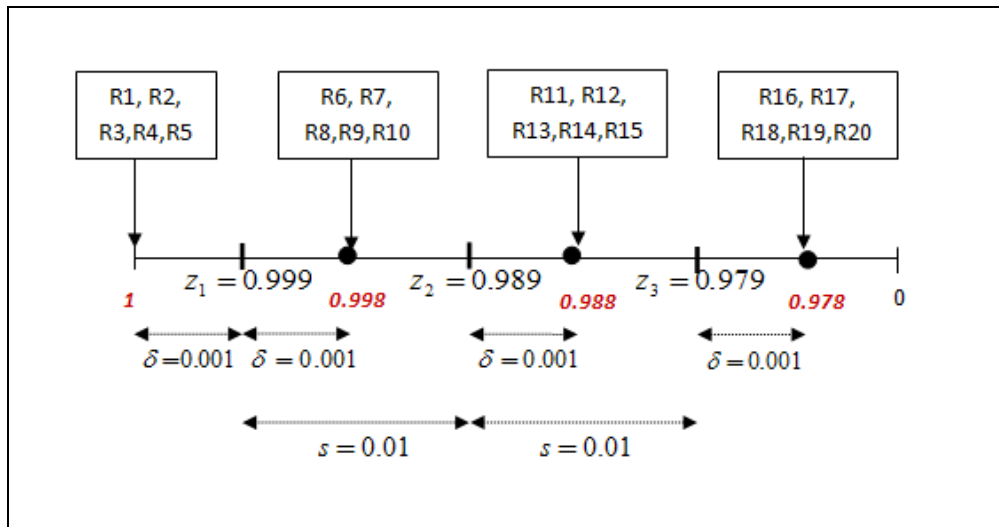 R1, R2,
R3,R4,R5
R6, R7,
R8,R9,R10
R11, R12,
R13,R14,R15
R16, R17,
R18,R19,R20
1
z₁ = 0.999
0.998
z₂ = 0.989
0.988
z₃ = 0.979
0.978
0
δ = 0.001
δ = 0.001
δ = 0.001
δ = 0.001
s = 0.01
s = 0.01